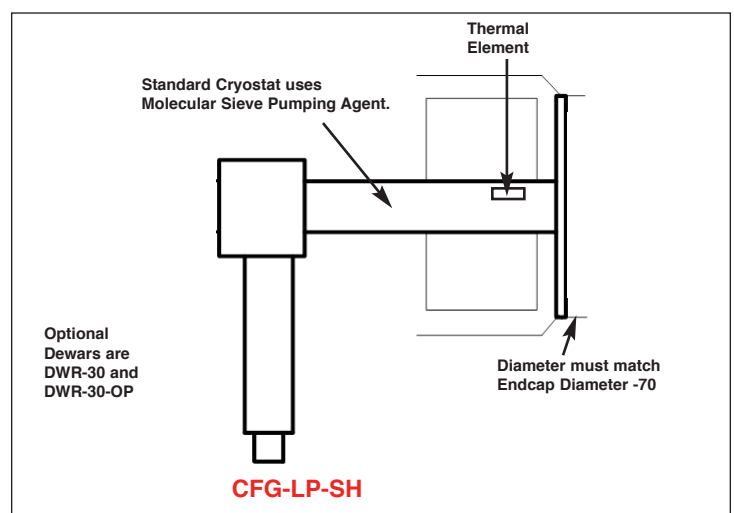 Thermal
Element
Standard Cryostat uses
Molecular Sieve Pumping Agent.
Optional
Dewars are
DWR-30 and
DWR-30-OP
Diameter must match
Endcap Diameter -70
CFG-LP-SH